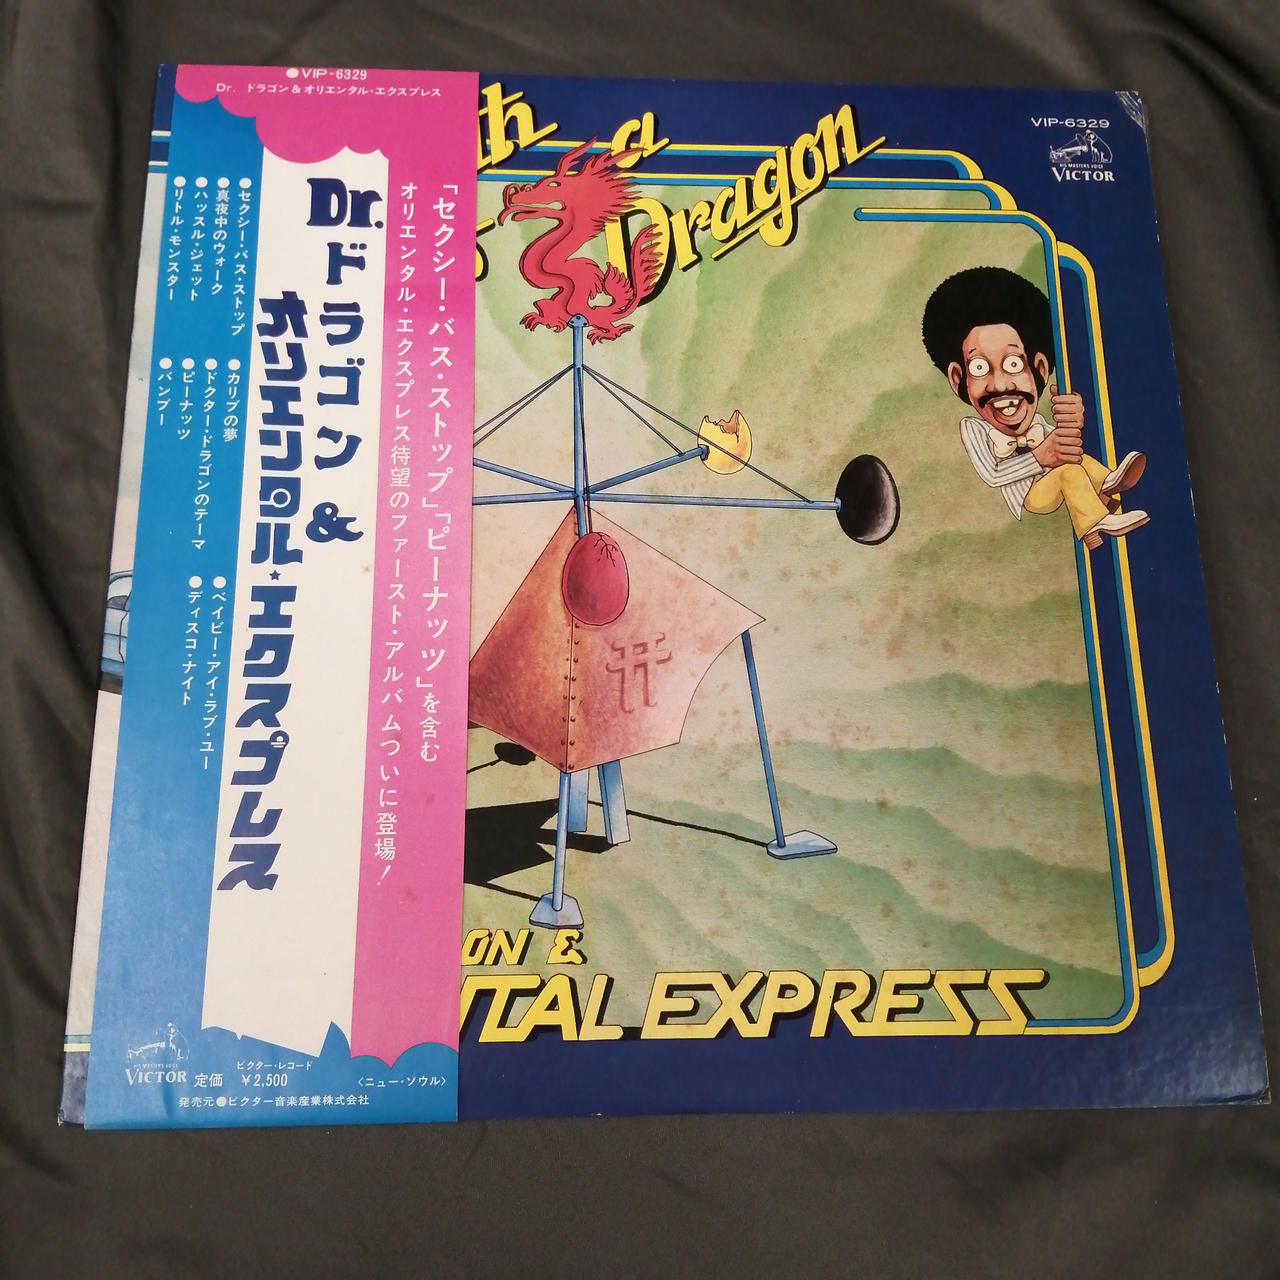 ●VIP-6329
Dr. ドラゴン&オリエンタル・エクスプレス
「セクシー・バス・ストップ」「ピーナッツ」を含む
オリエンタル・エクスプレス待望のファースト・アルバムついに登場!
Dr.ドラゴン&
オリエンタル★エクスプレス
●セクシー・バス・ストップ
●真夜中のウォーク
●ハッスル・ジェット
●リトル・モンスター
●カリブの夢
●ドクター・ドラゴンのテーマ
●ピーナッツ
●バンブー
●ベイビー・アイ・ラブ・ユー
●ディスコ・ナイト
HIS MASTERS VOICE
VICTOR
定価
ビクター・レコード
¥2,500
〈ニュー・ソウル〉
発売元●ビクター音楽産業株式会社
th
a
Dragon
VIP-6329
HIS MASTERS VOICE
VICTOR
ON &
TAL EXPRESS